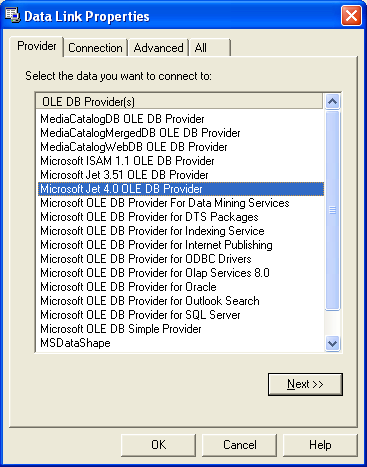 Data Link Properties
Provider Connection Advanced All
Select the data you want to connect to:
OLE DB Provider(s)
MediaCatalogDB OLE DB Provider
MediaCatalogMergedDB OLE DB Provider
MediaCatalogWebDB OLE DB Provider
Microsoft ISAM 1.1 OLE DB Provider
Microsoft Jet 3.51 OLE DB Provider
Microsoft Jet 4.0 OLE DB Provider
Microsoft OLE DB Provider For Data Mining Services
Microsoft OLE DB Provider for DTS Packages
Microsoft OLE DB Provider for Indexing Service
Microsoft OLE DB Provider for Internet Publishing
Microsoft OLE DB Provider for ODBC Drivers
Microsoft OLE DB Provider for Olap Services 8.0
Microsoft OLE DB Provider for Oracle
Microsoft OLE DB Provider for Outlook Search
Microsoft OLE DB Provider for SQL Server
Microsoft OLE DB Simple Provider
MSDataShape
Next >>
OK Cancel Help